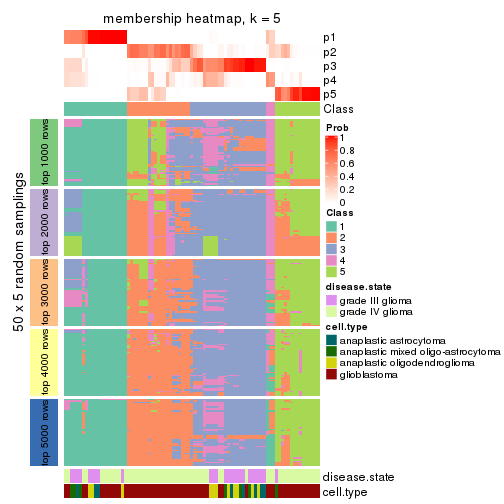 membership heatmap, k = 5
p1
p2
p3
p4
p5
Class
50 x 5 random samplings
top 1000 rows
top 2000 rows
top 3000 rows
top 4000 rows
top 5000 rows
Prob
1
0.8
0.6
0.4
0.2
0
Class
1
2
3
4
5
disease.state
grade III glioma
grade IV glioma
cell.type
anaplastic astrocytoma
anaplastic mixed oligo-astrocytoma
anaplastic oligodendroglioma
glioblastoma
disease.state
cell.type